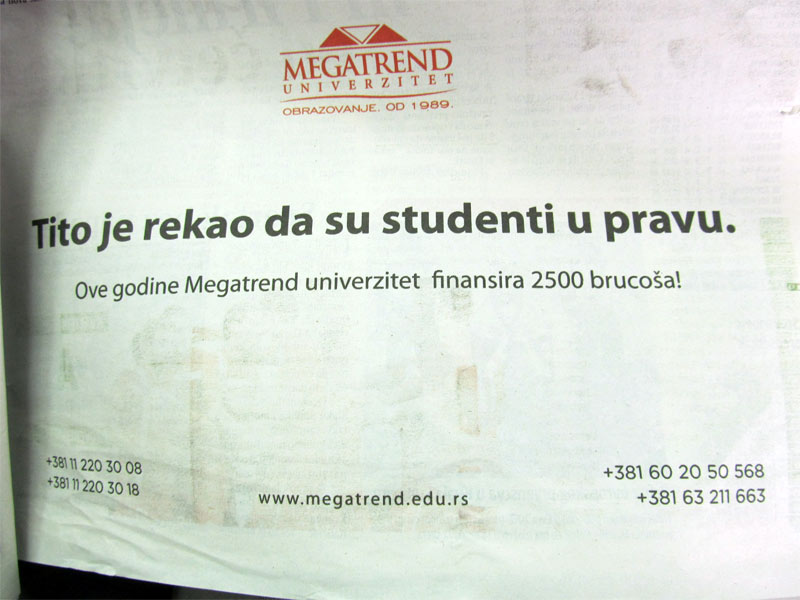 MEGATREND
UNIVERZITET
OBRAZOVANJE. OD 1989.
Tito je rekao da su studenti u pravu.
Ove godine Megatrend univerzitet finansira 2500 brucoša!
+381 11 220 30 08
+381 11 220 30 18
www.megatrend.edu.rs
+381 60 20 50 568
+381 63 211 663